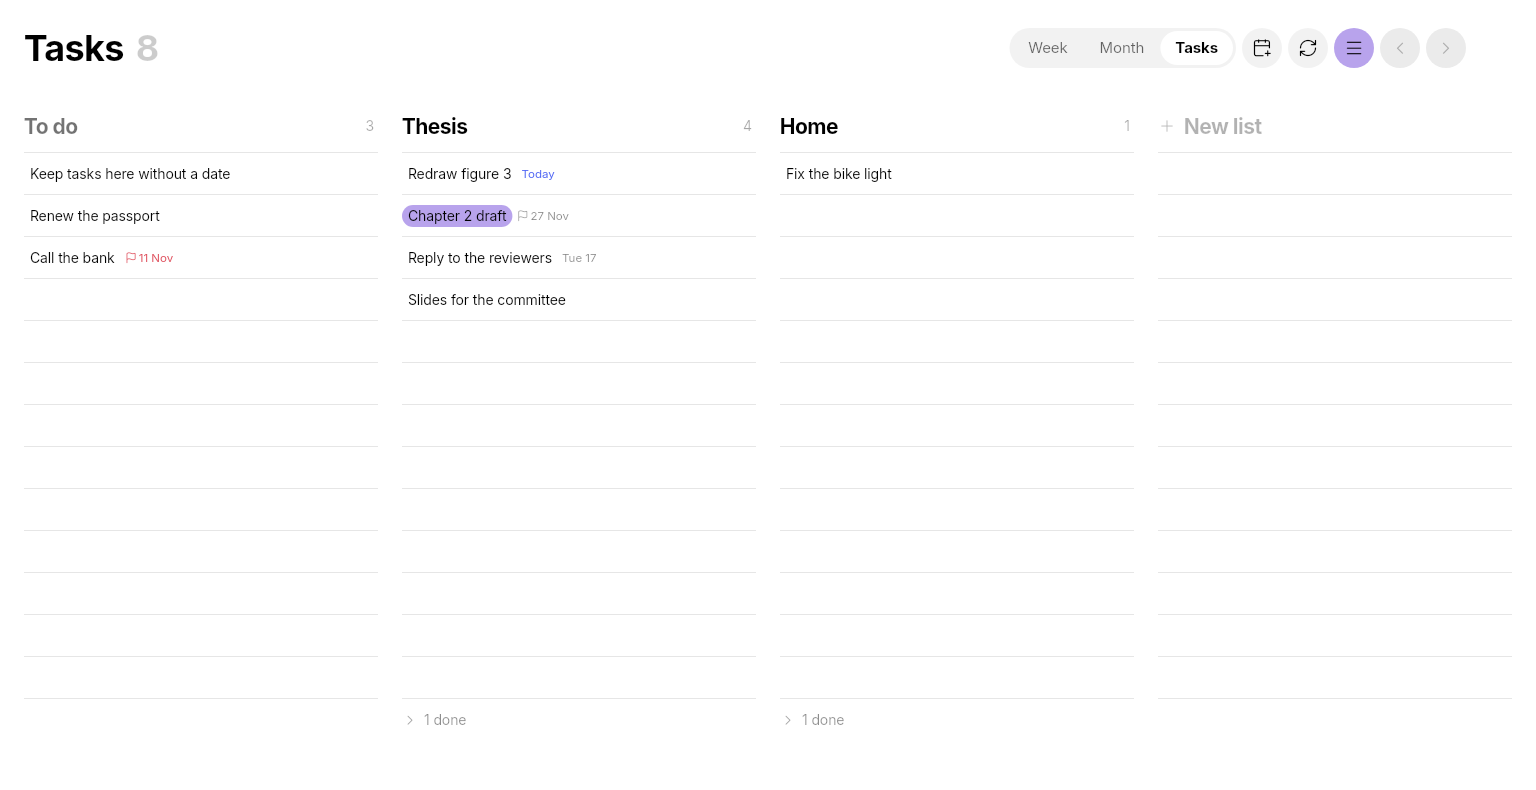 Tasks 8
Week Month Tasks
To do 3
Keep tasks here without a date
Renew the passport
Call the bank 11 Nov
Thesis 4
Redraw figure 3 Today
Chapter 2 draft 27 Nov
Reply to the reviewers Tue 17
Slides for the committee
1 done
Home 1
Fix the bike light
1 done
+ New list